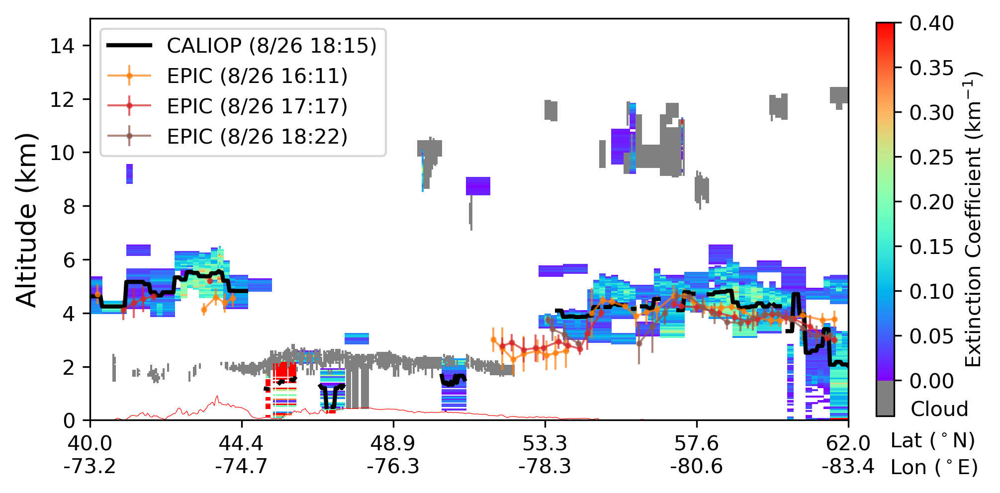 CALIOP (8/26 18:15)
EPIC (8/26 16:11)
EPIC (8/26 17:17)
EPIC (8/26 18:22)
Altitude (km)
14
12
10
8
6
4
2
0
40.0 44.4 48.9 53.3 57.6 62.0 Lat (°N)
-73.2 -74.7 -76.3 -78.3 -80.6 -83.4 Lon (°E)
0.40
0.35
0.30
0.25
0.20
0.15
0.10
0.05
0.00
Cloud
Extinction Coefficient (km⁻¹)